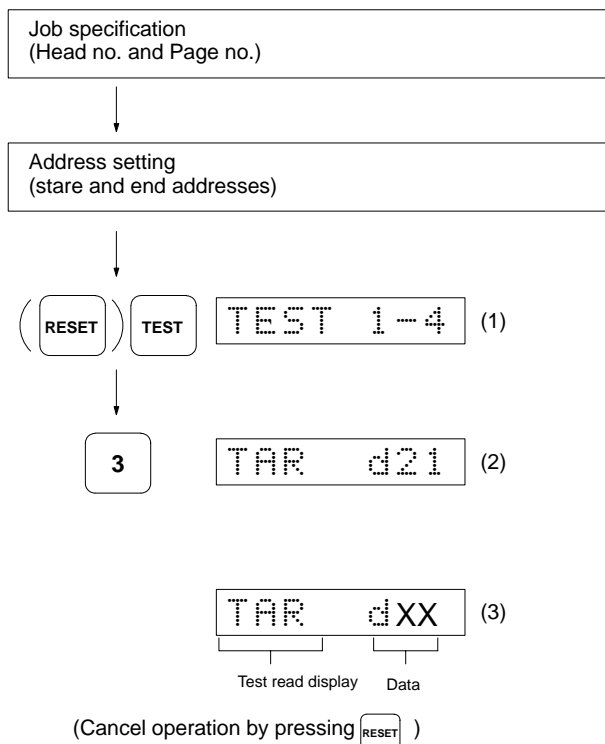 Job specification
(Head no. and Page no.)
Address setting
(stare and end addresses)
( RESET ) TEST TEST 1-4 (1)
3 TAR d21 (2)
TAR dXX (3)
Test read display Data
(Cancel operation by pressing RESET )